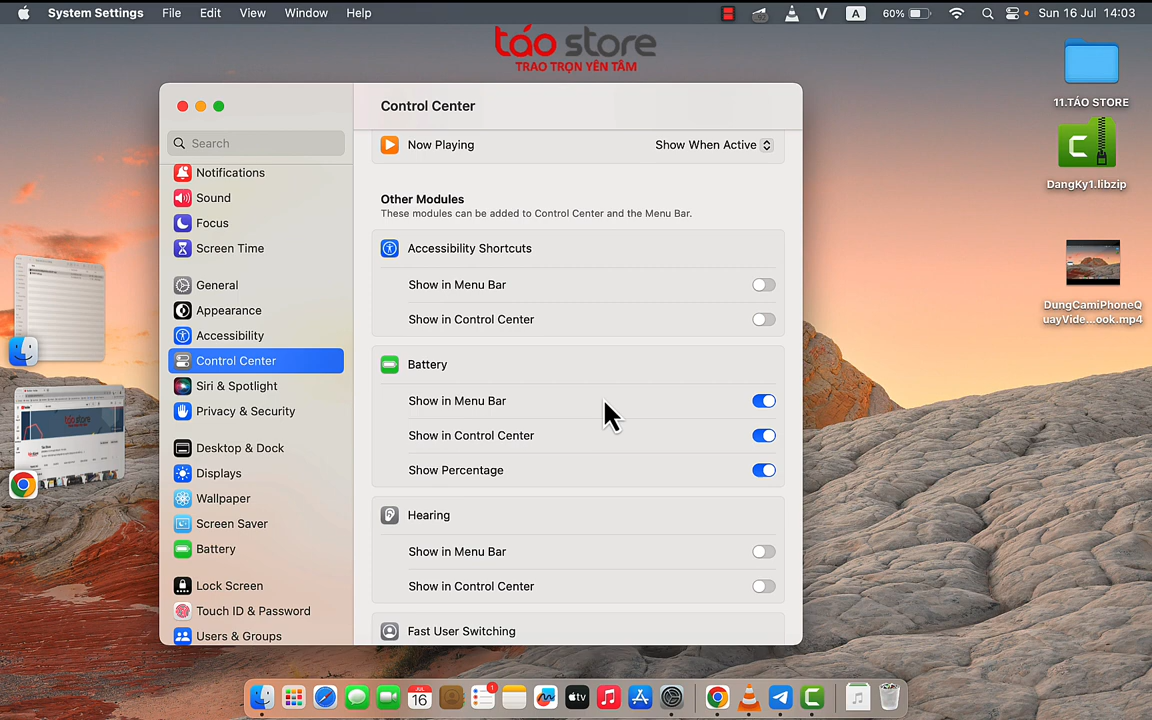 System Settings File Edit View Window Help V A 60% Sun 16 Jul 14:03
táo store
TRAO TRỌN YÊN TÂM
Control Center
Search
Notifications
Sound
Focus
Screen Time
General
Appearance
Accessibility
Control Center
Siri & Spotlight
Privacy & Security
Desktop & Dock
Displays
Wallpaper
Screen Saver
Battery
Lock Screen
Touch ID & Password
Users & Groups
Now Playing Show When Active
Other Modules
These modules can be added to Control Center and the Menu Bar.
Accessibility Shortcuts
Show in Menu Bar
Show in Control Center
Battery
Show in Menu Bar
Show in Control Center
Show Percentage
Hearing
Show in Menu Bar
Show in Control Center
Fast User Switching
11.TÁO STORE
DangKy1.libzip
DungCamiPhoneQ
uayVide...ook.mp4
JUL
16
1
tv